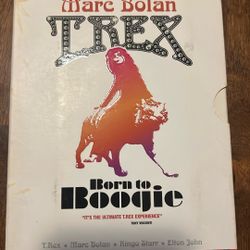 Marc Bolan
T.REX
Born to
Boogie
"IT'S THE ULTIMATE T.REX EXPERIENCE"
T.Rex ★ Marc Bolan ★ Ringo Starr ★ Elton John